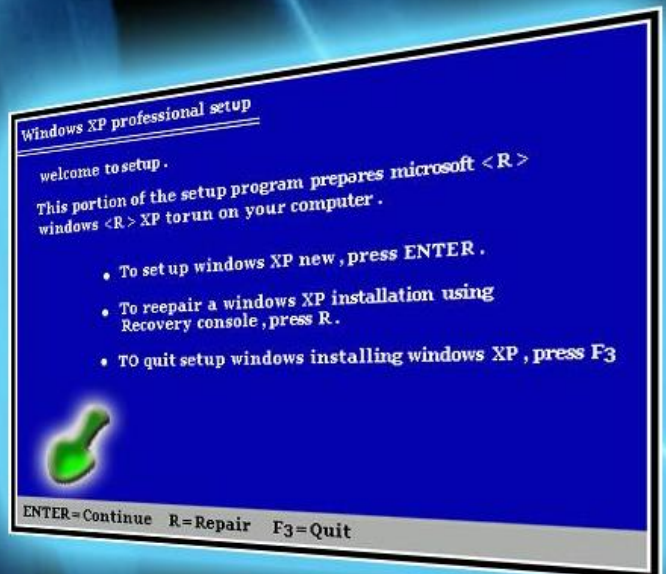 Windows XP professional setup
welcome to setup .
This portion of the setup program prepares microsoft <R>
windows <R> XP torun on your computer .
• To set up windows XP new , press ENTER .
• To reepair a windows XP installation using
Recovery console , press R .
• TO quit setup windows installing windows XP , press F3
ENTER=Continue R=Repair F3=Quit